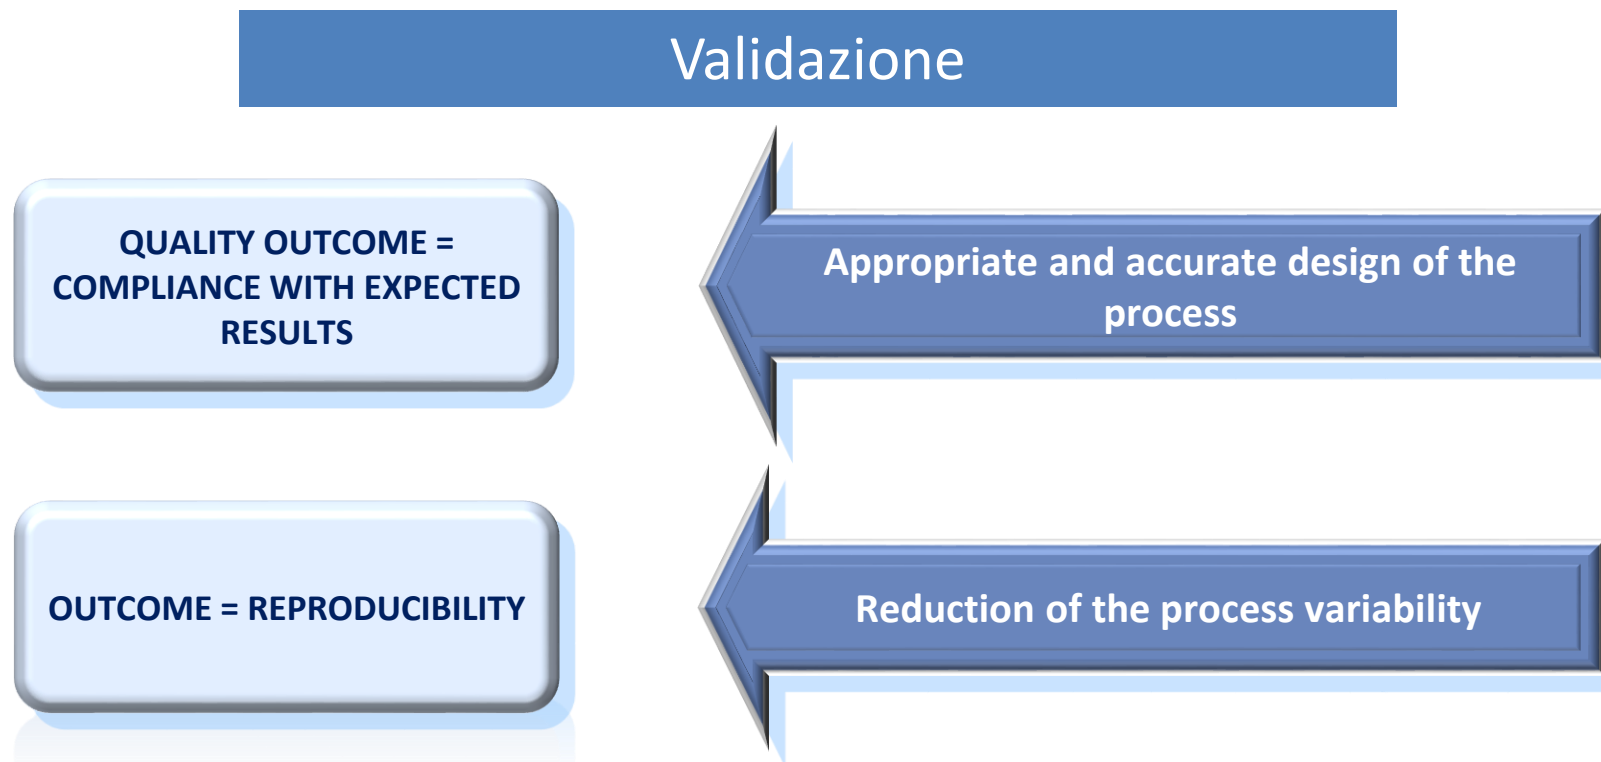 Validazione
QUALITY OUTCOME =
COMPLIANCE WITH EXPECTED
RESULTS
Appropriate and accurate design of the
process
OUTCOME = REPRODUCIBILITY
Reduction of the process variability